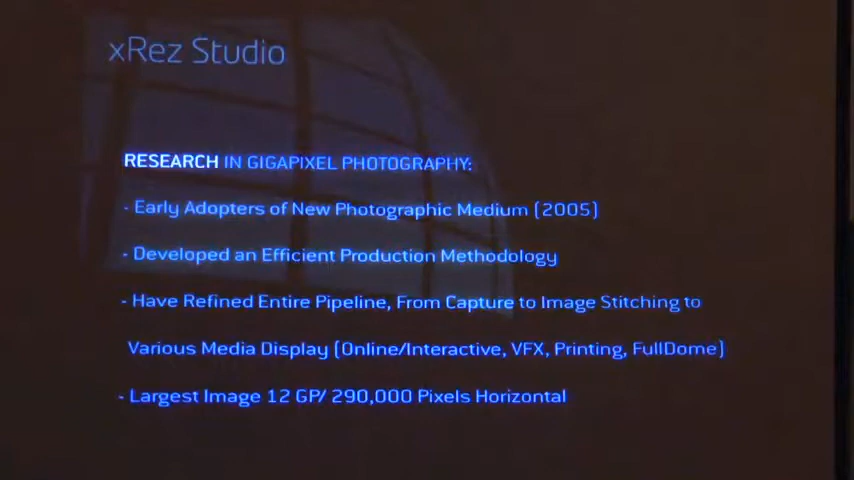 xRez Studio
RESEARCH IN GIGAPIXEL PHOTOGRAPHY:
- Early Adopters of New Photographic Medium (2005)
- Developed an Efficient Production Methodology
- Have Refined Entire Pipeline, From Capture to Image Stitching to
Various Media Display (Online/Interactive, VFX, Printing, FullDome)
- Largest Image 12 GP/ 290,000 Pixels Horizontal